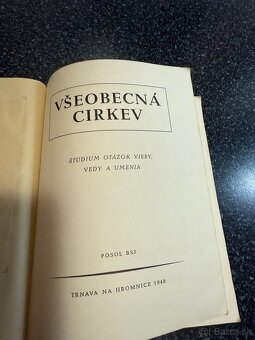 VŠEOBECNÁ
CIRKEV
ŠTÚDIUM OTÁZOK VIERY,
VEDY A UMENIA
POSOL BSJ
TRNAVA NA HROMNICE 1948